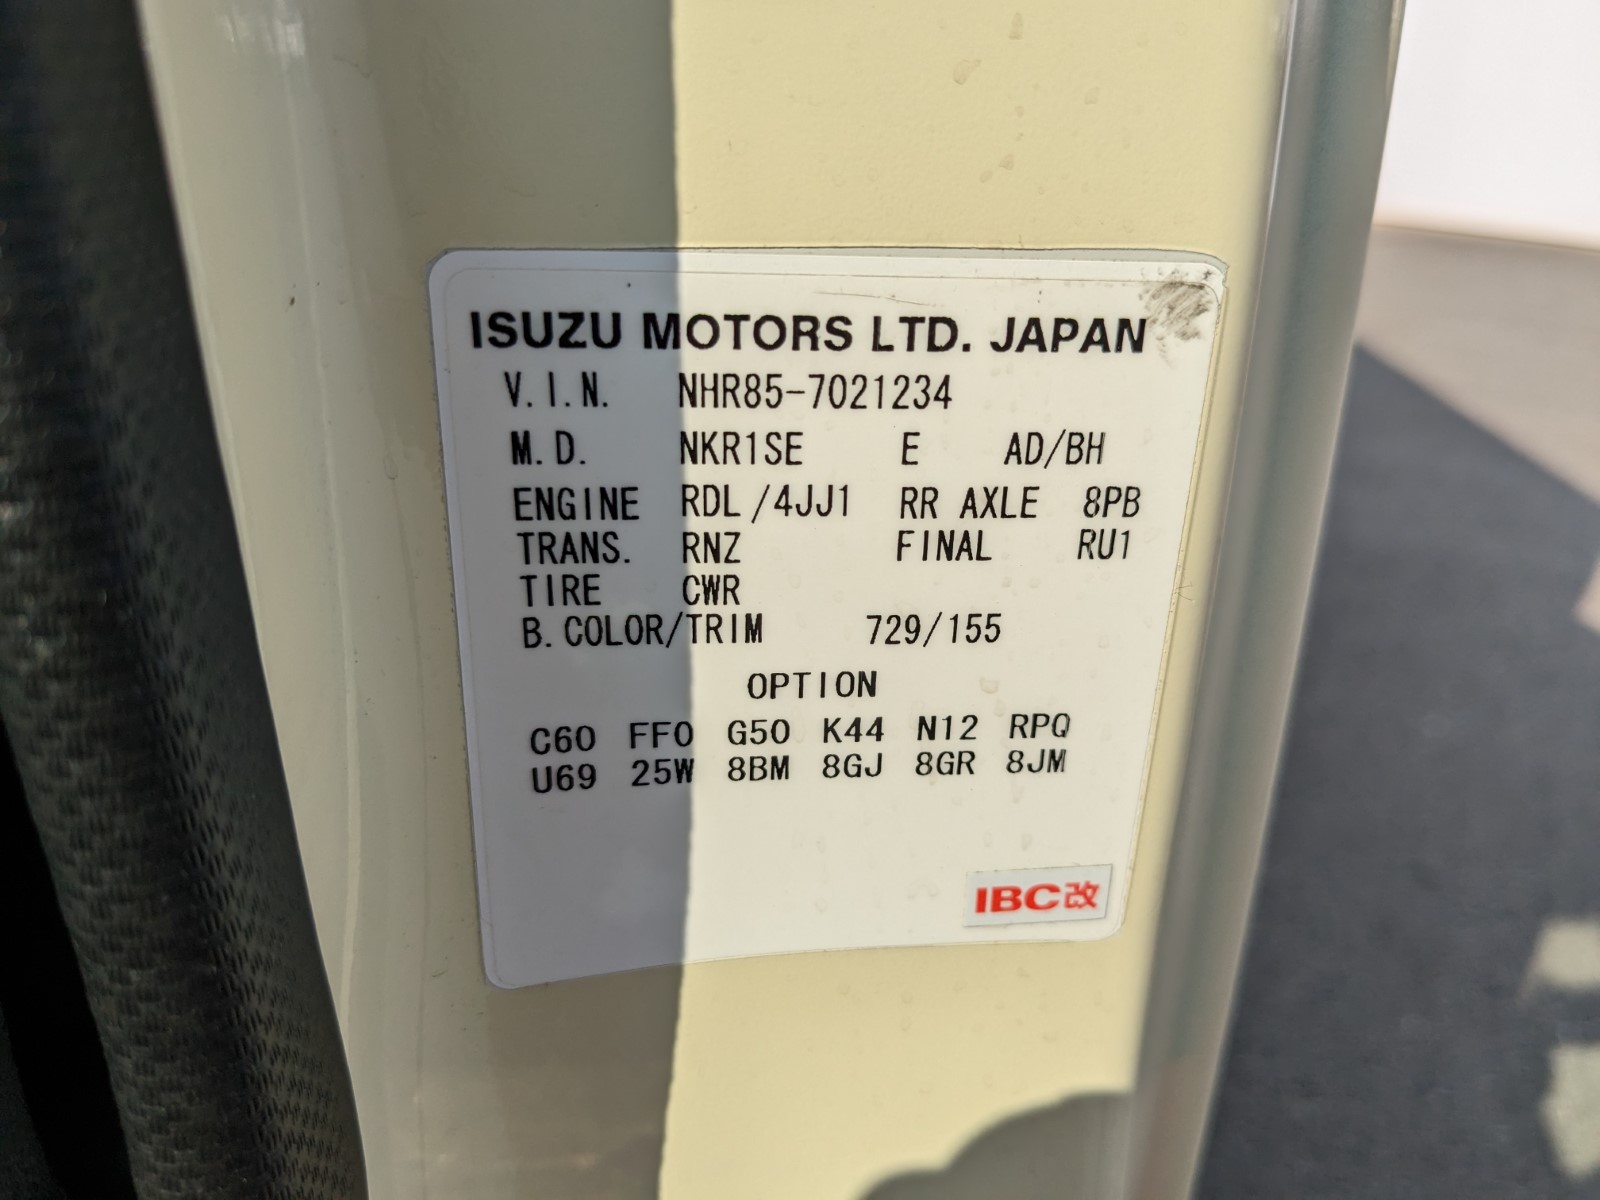 ISUZU MOTORS LTD. JAPAN
V.I.N. NHR85-7021234
M.D. NKR1SE E AD/BH
ENGINE RDL/4JJ1 RR AXLE 8PB
TRANS. RNZ FINAL RU1
TIRE CWR
B.COLOR/TRIM 729/155
OPTION
C60 FF0 G50 K44 N12 RPQ
U69 25W 8BM 8GJ 8GR 8JM
IBC改